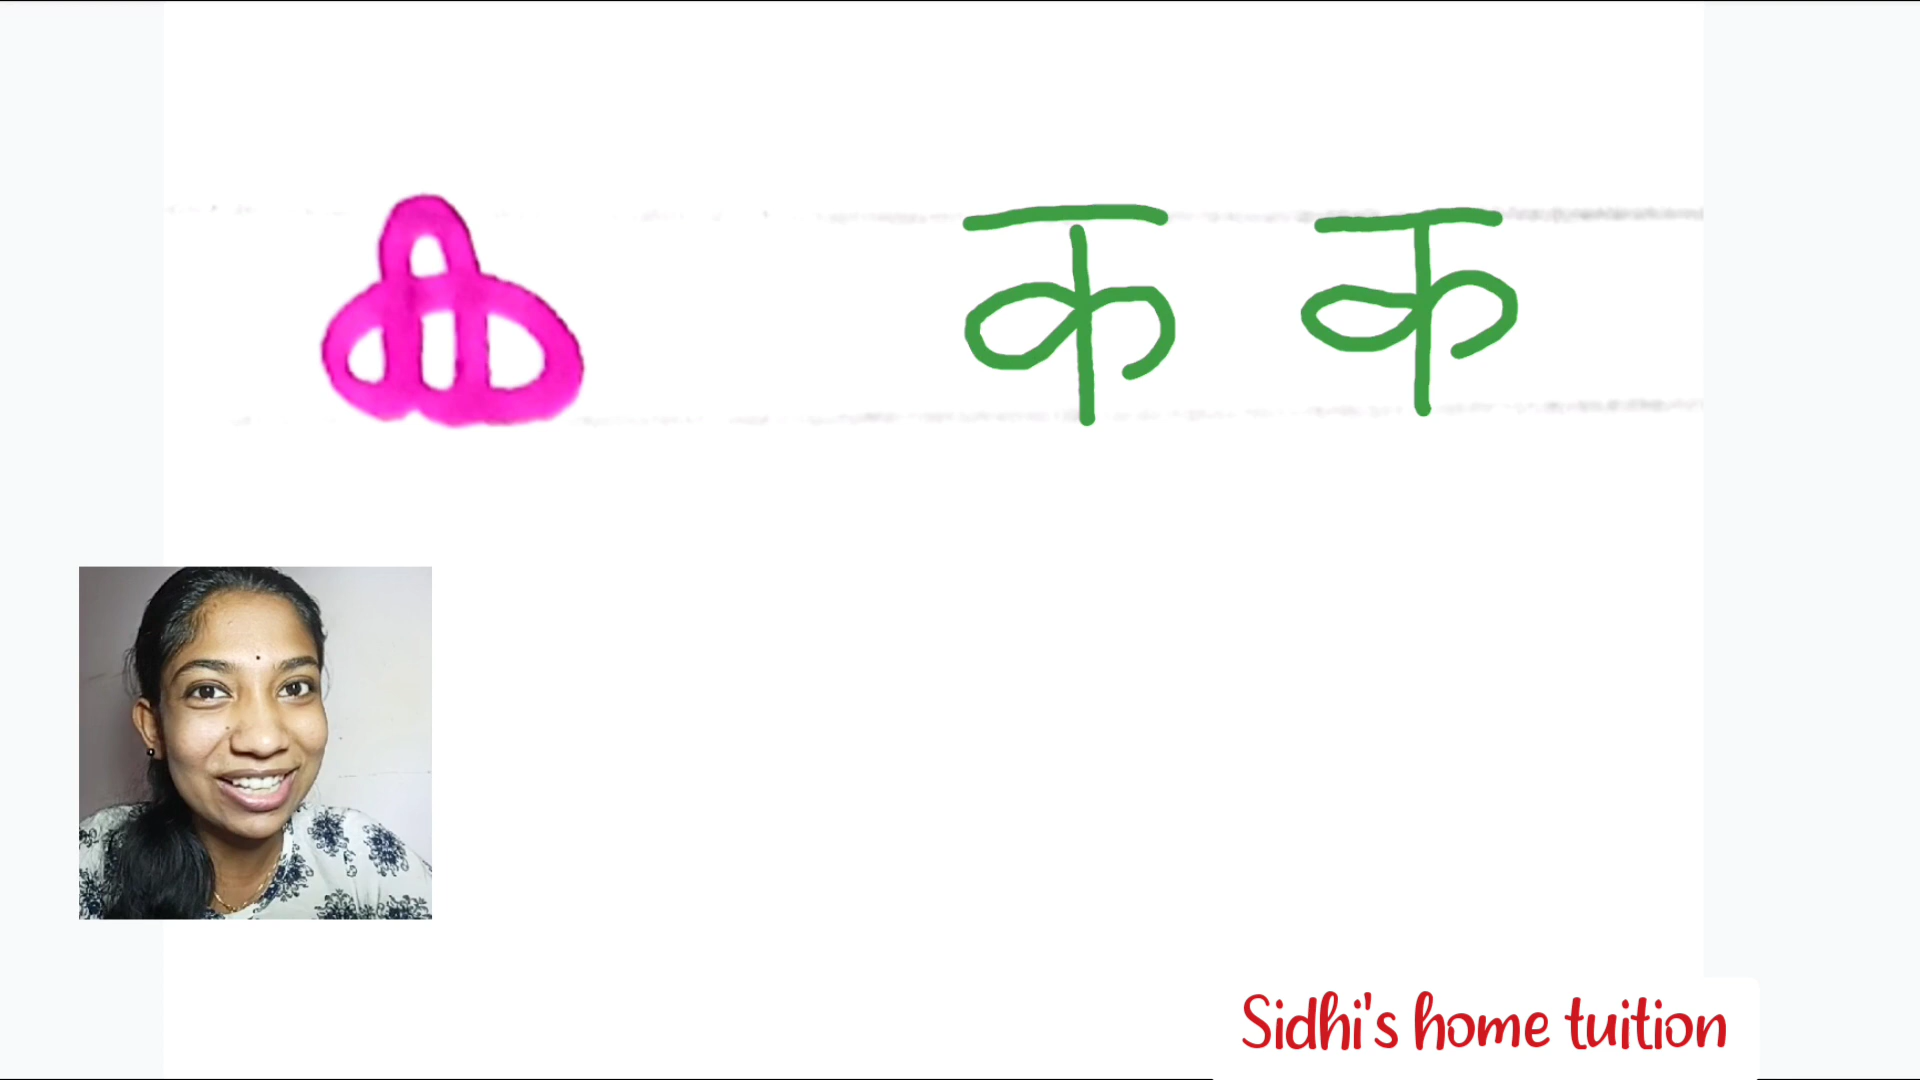 ക क क
Sidhi's home tuition